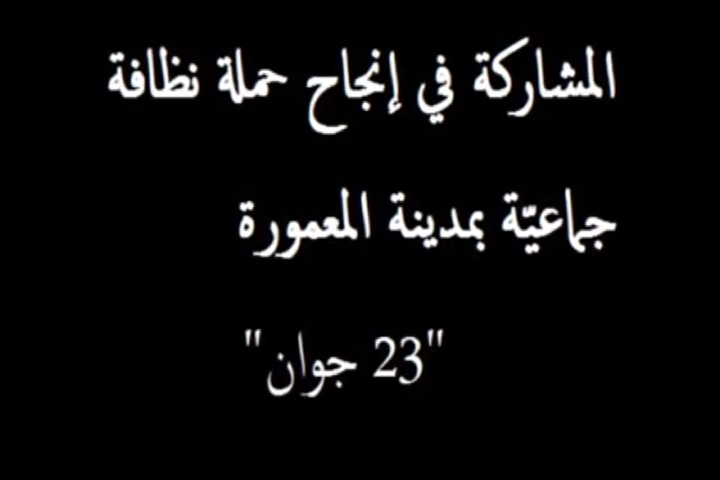 المشاركة في إنجاح حملة نظافة
جماعيّة بمدينة المعمورة
"23 جوان"